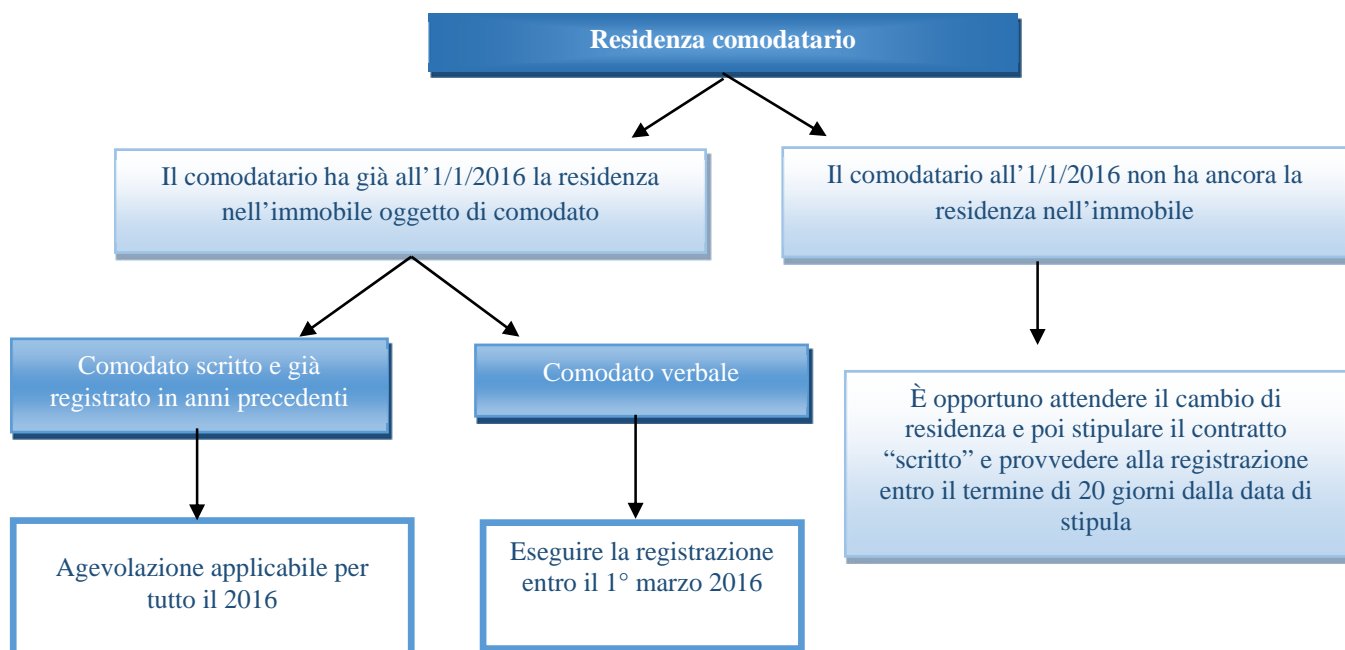 Residenza comodatario
Il comodatario ha già all’1/1/2016 la residenza
nell’immobile oggetto di comodato
Il comodatario all’1/1/2016 non ha ancora la
residenza nell’immobile
Comodato scritto e già
registrato in anni precedenti
Comodato verbale
È opportuno attendere il cambio di
residenza e poi stipulare il contratto
“scritto” e provvedere alla registrazione
entro il termine di 20 giorni dalla data di
stipula
Agevolazione applicabile per
tutto il 2016
Eseguire la registrazione
entro il 1° marzo 2016